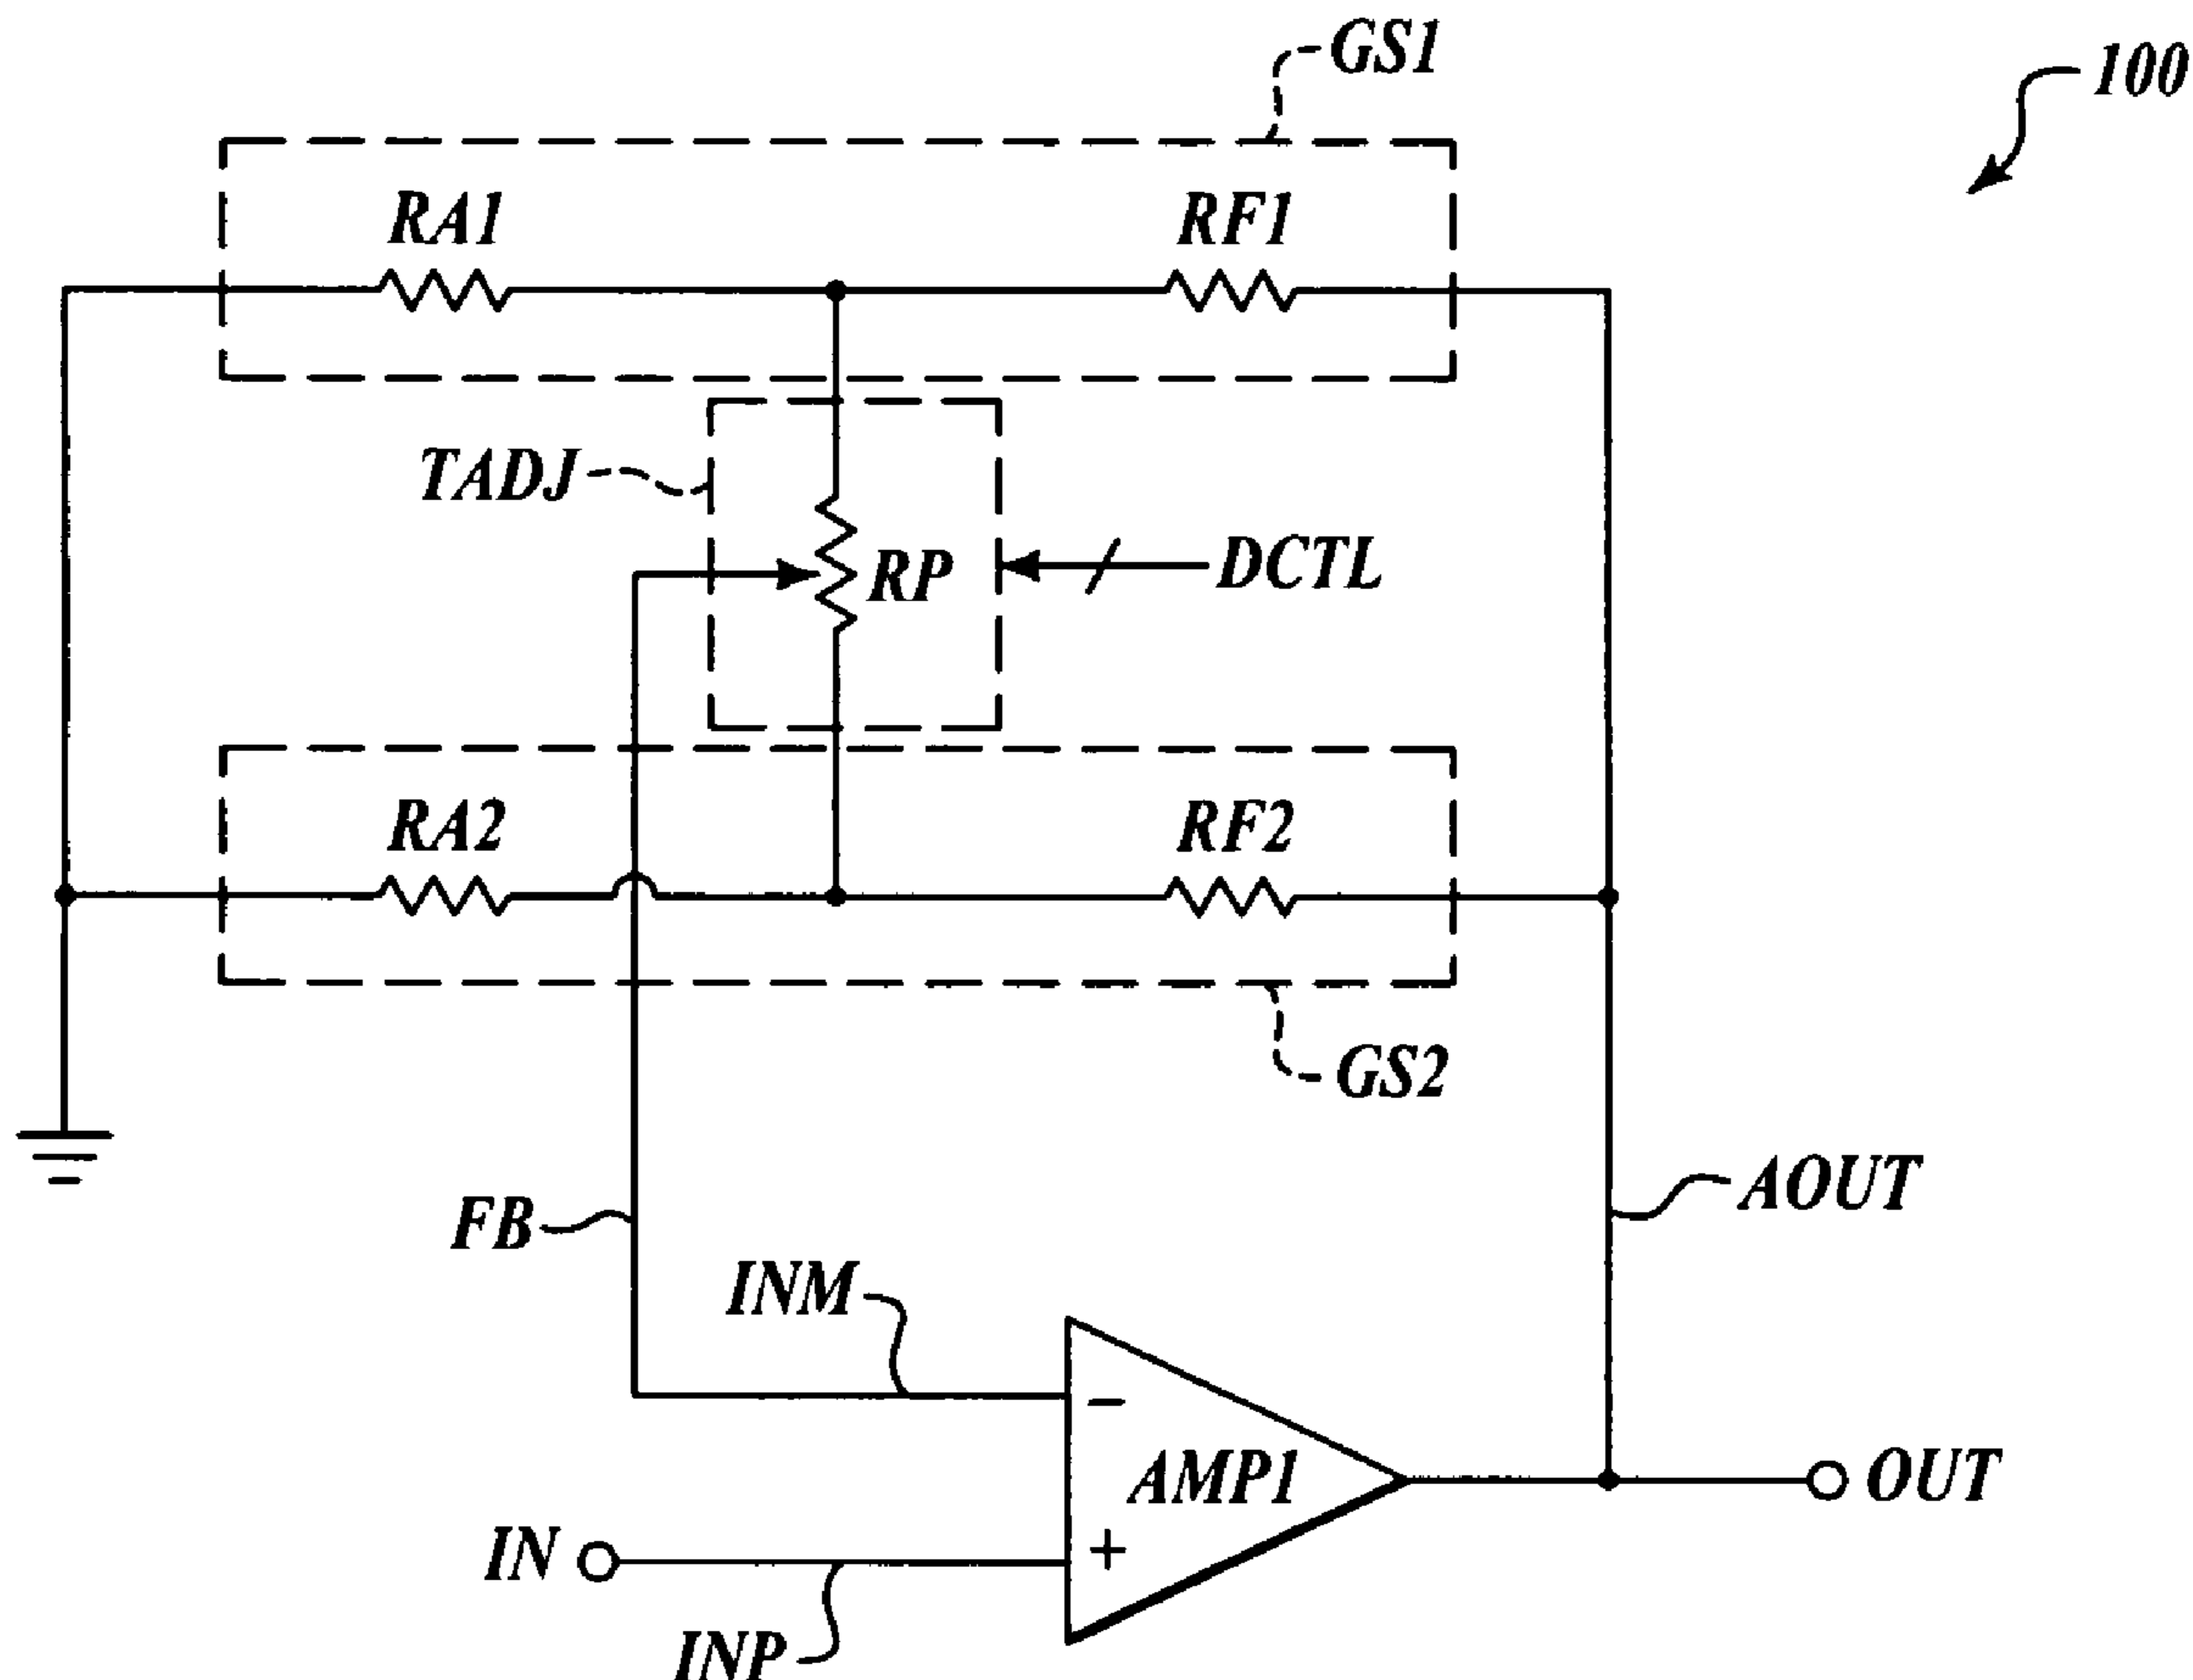 GS1
100
RA1
RF1
TADJ
RP
DCTL
RA2
RF2
GS2
AOUT
FB
INM
−
AMP1
OUT
+
IN
INP